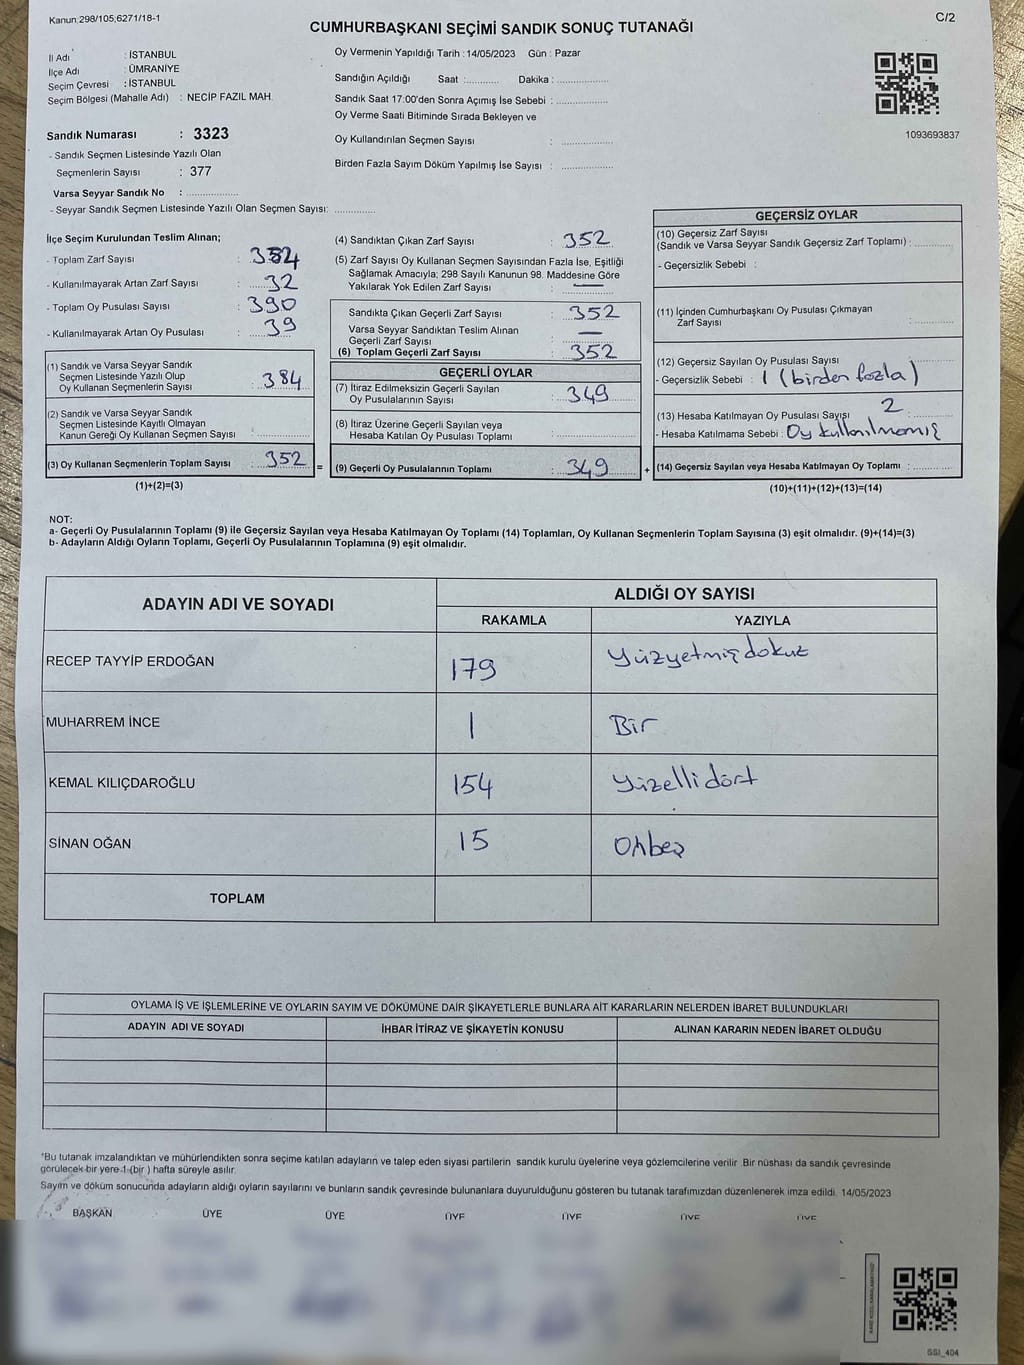 Kanun:298/105;6271/18-1
C/2
CUMHURBAŞKANI SEÇİMİ SANDIK SONUÇ TUTANAĞI
İl Adı : İSTANBUL
İlçe Adı : ÜMRANİYE
Seçim Çevresi : İSTANBUL
Seçim Bölgesi (Mahalle Adı) : NECİP FAZIL MAH.
Sandık Numarası : 3323
- Sandık Seçmen Listesinde Yazılı Olan
Seçmenlerin Sayısı : 377
Varsa Seyyar Sandık No : ....................
- Seyyar Sandık Seçmen Listesinde Yazılı Olan Seçmen Sayısı: ..............
Oy Vermenin Yapıldığı Tarih : 14/05/2023 Gün : Pazar
Sandığın Açıldığı Saat :........... Dakika : ..................
Sandık Saat 17:00'den Sonra Açımış İse Sebebi : ..................
Oy Verme Saati Bitiminde Sırada Bekleyen ve
Oy Kullandırılan Seçmen Sayısı : ..................
Birden Fazla Sayım Döküm Yapılmış İse Sayısı : ..................
1093693837
İlçe Seçim Kurulundan Teslim Alınan;
- Toplam Zarf Sayısı : 384
- Kullanılmayarak Artan Zarf Sayısı : 32
- Toplam Oy Pusulası Sayısı : 390
- Kullanılmayarak Artan Oy Pusulası : 39
(1) Sandık ve Varsa Seyyar Sandık
Seçmen Listesinde Yazılı Olup
Oy Kullanan Seçmenlerin Sayısı : 384
(2) Sandık ve Varsa Seyyar Sandık
Seçmen Listesinde Kayıtlı Olmayan
Kanun Gereği Oy Kullanan Seçmen Sayısı : ..................
(3) Oy Kullanan Seçmenlerin Toplam Sayısı : 352 =
(1)+(2)=(3)
(4) Sandıktan Çıkan Zarf Sayısı : 352
(5) Zarf Sayısı Oy Kullanan Seçmen Sayısından Fazla İse, Eşitliği
Sağlamak Amacıyla; 298 Sayılı Kanunun 98. Maddesine Göre
Yakılarak Yok Edilen Zarf Sayısı : —
Sandıkta Çıkan Geçerli Zarf Sayısı : 352
Varsa Seyyar Sandıktan Teslim Alınan
Geçerli Zarf Sayısı : —
(6) Toplam Geçerli Zarf Sayısı : 352
GEÇERLİ OYLAR
(7) İtiraz Edilmeksizin Geçerli Sayılan
Oy Pusulalarının Sayısı : 349
(8) İtiraz Üzerine Geçerli Sayılan veya
Hesaba Katılan Oy Pusulası Toplamı : ..................
(9) Geçerli Oy Pusulalarının Toplamı : 349 +
GEÇERSİZ OYLAR
(10) Geçersiz Zarf Sayısı
(Sandık ve Varsa Seyyar Sandık Geçersiz Zarf Toplamı) : ............
- Geçersizlik Sebebi :
(11) İçinden Cumhurbaşkanı Oy Pusulası Çıkmayan
Zarf Sayısı : ............
(12) Geçersiz Sayılan Oy Pusulası Sayısı : ............
- Geçersizlik Sebebi : 1 (birden fazla)
(13) Hesaba Katılmayan Oy Pusulası Sayısı : 2
- Hesaba Katılmama Sebebi : Oy kullanılmamış
(14) Geçersiz Sayılan veya Hesaba Katılmayan Oy Toplamı : ............
(10)+(11)+(12)+(13)=(14)
NOT:
a- Geçerli Oy Pusulalarının Toplamı (9) ile Geçersiz Sayılan veya Hesaba Katılmayan Oy Toplamı (14) Toplamları, Oy Kullanan Seçmenlerin Toplam Sayısına (3) eşit olmalıdır. (9)+(14)=(3)
b- Adayların Aldığı Oyların Toplamı, Geçerli Oy Pusulalarının Toplamına (9) eşit olmalıdır.
ADAYIN ADI VE SOYADI
ALDIĞI OY SAYISI
RAKAMLA YAZIYLA
RECEP TAYYİP ERDOĞAN 179 Yüzyetmişdokuz
MUHARREM İNCE 1 Bir
KEMAL KILIÇDAROĞLU 154 Yüzellidört
SİNAN OĞAN 15 Onbeş
TOPLAM
OYLAMA İŞ VE İŞLEMLERİNE VE OYLARIN SAYIM VE DÖKÜMÜNE DAİR ŞİKAYETLERLE BUNLARA AİT KARARLARIN NELERDEN İBARET BULUNDUKLARI
ADAYIN ADI VE SOYADI İHBAR İTİRAZ VE ŞİKAYETİN KONUSU ALINAN KARARIN NEDEN İBARET OLDUĞU
"Bu tutanak imzalandıktan ve mühürlendikten sonra seçime katılan adayların ve talep eden siyasi partilerin sandık kurulu üyelerine veya gözlemcilerine verilir. Bir nüshası da sandık çevresinde
görülecek bir yere 1 (bir ) hafta süreyle asılır.
Sayım ve döküm sonucunda adayların aldığı oyların sayılarını ve bunların sandık çevresinde bulunanlara duyurulduğunu gösteren bu tutanak tarafımızdan düzenlenerek imza edildi. 14/05/2023
BAŞKAN ÜYE ÜYE ÜYE ÜYE ÜYE ÜYE
SSI_404